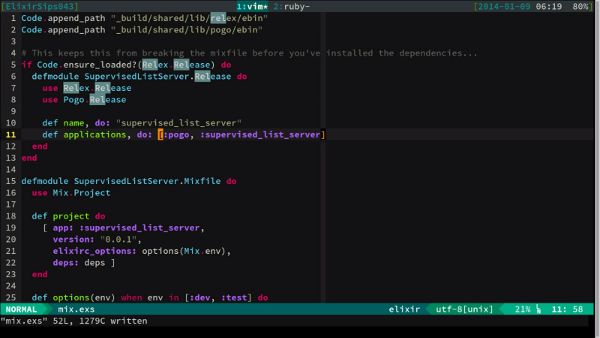 [ElixirSips043] 1:vim* 2:ruby- [2014-01-09 06:19 80%]
1 Code.append_path "_build/shared/lib/relex/ebin"
2 Code.append_path "_build/shared/lib/pogo/ebin"
3
4 # This keeps this from breaking the mixfile before you've installed the dependencies...
5 if Code.ensure_loaded?(Relex.Release) do
6   defmodule SupervisedListServer.Release do
7     use Relex.Release
8     use Pogo.Release
9
10     def name, do: "supervised_list_server"
11     def applications, do: [:pogo, :supervised_list_server]
12   end
13 end
14
15 defmodule SupervisedListServer.Mixfile do
16   use Mix.Project
17
18   def project do
19     [ app: :supervised_list_server,
20       version: "0.0.1",
21       elixirc_options: options(Mix.env),
22       deps: deps ]
23   end
24
25   def options(env) when env in [:dev, :test] do
NORMAL mix.exs elixir utf-8[unix] 21% 11: 58
"mix.exs" 52L, 1279C written